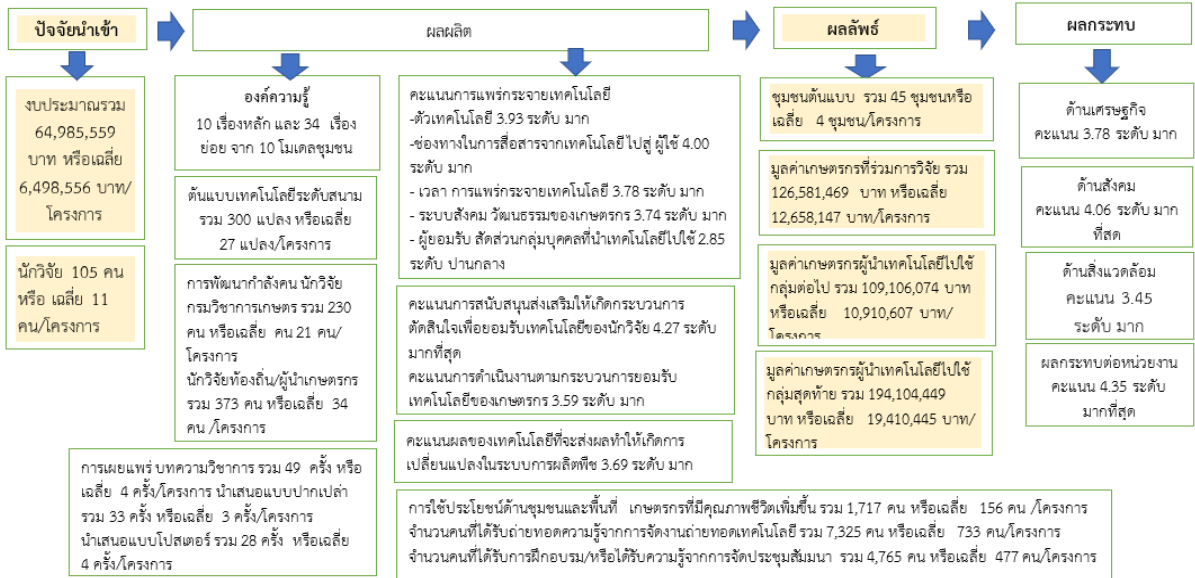 ปัจจัยนำเข้า
ผลผลิต
ผลลัพธ์
ผลกระทบ
งบประมาณรวม
64,985,559
บาท หรือเฉลี่ย
6,498,556 บาท/
โครงการ
นักวิจัย 105 คน
หรือ เฉลี่ย 11
คน/โครงการ
องค์ความรู้
10 เรื่องหลัก และ 34 เรื่อง
ย่อย จาก 10 โมเดลชุมชน
ต้นแบบเทคโนโลยีระดับสนาม
รวม 300 แปลง หรือเฉลี่ย
27 แปลง/โครงการ
การพัฒนากำลังคน นักวิจัย
กรมวิชาการเกษตร รวม 230
คน หรือเฉลี่ย คน 21 คน/
โครงการ
นักวิจัยท้องถิ่น/ผู้นำเกษตรกร
รวม 373 คน หรือเฉลี่ย 34
คน /โครงการ
การเผยแพร่ บทความวิชาการ รวม 49 ครั้ง หรือ
เฉลี่ย 4 ครั้ง/โครงการ นำเสนอแบบปากเปล่า
รวม 33 ครั้ง หรือเฉลี่ย 3 ครั้ง/โครงการ
นำเสนอแบบโปสเตอร์ รวม 28 ครั้ง หรือเฉลี่ย
4 ครั้ง/โครงการ
คะแนนการแพร่กระจายเทคโนโลยี
-ตัวเทคโนโลยี 3.93 ระดับ มาก
-ช่องทางในการสื่อสารจากเทคโนโลยี ไปสู่ ผู้ใช้ 4.00
ระดับ มาก
- เวลา การแพร่กระจายเทคโนโลยี 3.78 ระดับ มาก
- ระบบสังคม วัฒนธรรมของเกษตรกร 3.74 ระดับ มาก
- ผู้ยอมรับ สัดส่วนกลุ่มบุคคลที่นำเทคโนโลยีไปใช้ 2.85
ระดับ ปานกลาง
คะแนนการสนับสนุนส่งเสริมให้เกิดกระบวนการ
ตัดสินใจเพื่อยอมรับเทคโนโลยีของนักวิจัย 4.27 ระดับ
มากที่สุด
คะแนนการดำเนินงานตามกระบวนการยอมรับ
เทคโนโลยีของเกษตรกร 3.59 ระดับ มาก
คะแนนผลของเทคโนโลยีที่จะส่งผลทำให้เกิดการ
เปลี่ยนแปลงในระบบการผลิตพืช 3.69 ระดับ มาก
การใช้ประโยชน์ด้านชุมชนและพื้นที่ เกษตรกรที่มีคุณภาพชีวิตเพิ่มขึ้น รวม 1,717 คน หรือเฉลี่ย 156 คน /โครงการ
จำนวนคนที่ได้รับถ่ายทอดความรู้จากการจัดงานถ่ายทอดเทคโนโลยี รวม 7,325 คน หรือเฉลี่ย 733 คน/โครงการ
จำนวนคนที่ได้รับการฝึกอบรม/หรือได้รับความรู้จากการจัดประชุมสัมมนา รวม 4,765 คน หรือเฉลี่ย 477 คน/โครงการ
ชุมชนต้นแบบ รวม 45 ชุมชนหรือ
เฉลี่ย 4 ชุมชน/โครงการ
มูลค่าเกษตรกรที่ร่วมการวิจัย รวม
126,581,469 บาท หรือเฉลี่ย
12,658,147 บาท/โครงการ
มูลค่าเกษตรกรผู้นำเทคโนโลยีไปใช้
กลุ่มต่อไป รวม 109,106,074 บาท
หรือเฉลี่ย 10,910,607 บาท/
โครงการ
มูลค่าเกษตรกรผู้นำเทคโนโลยีไปใช้
กลุ่มสุดท้าย รวม 194,104,449
บาท หรือเฉลี่ย 19,410,445 บาท/
โครงการ
ด้านเศรษฐกิจ
คะแนน 3.78 ระดับ มาก
ด้านสังคม
คะแนน 4.06 ระดับ มาก
ที่สุด
ด้านสิ่งแวดล้อม
คะแนน 3.45
ระดับ มาก
ผลกระทบต่อหน่วยงาน
คะแนน 4.35 ระดับ
มากที่สุด